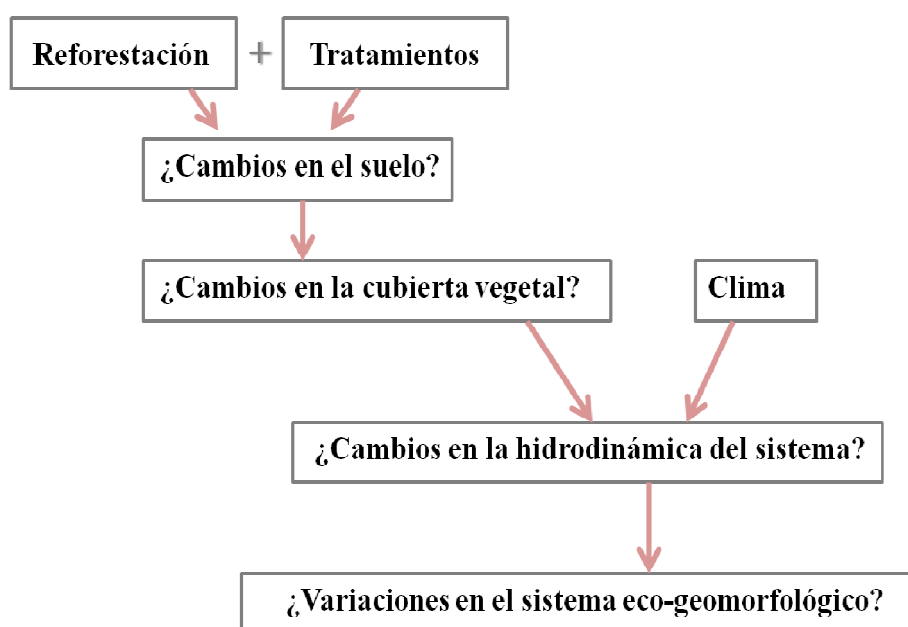 Reforestación + Tratamientos
¿Cambios en el suelo?
¿Cambios en la cubierta vegetal?
Clima
¿Cambios en la hidrodinámica del sistema?
¿Variaciones en el sistema eco-geomorfológico?